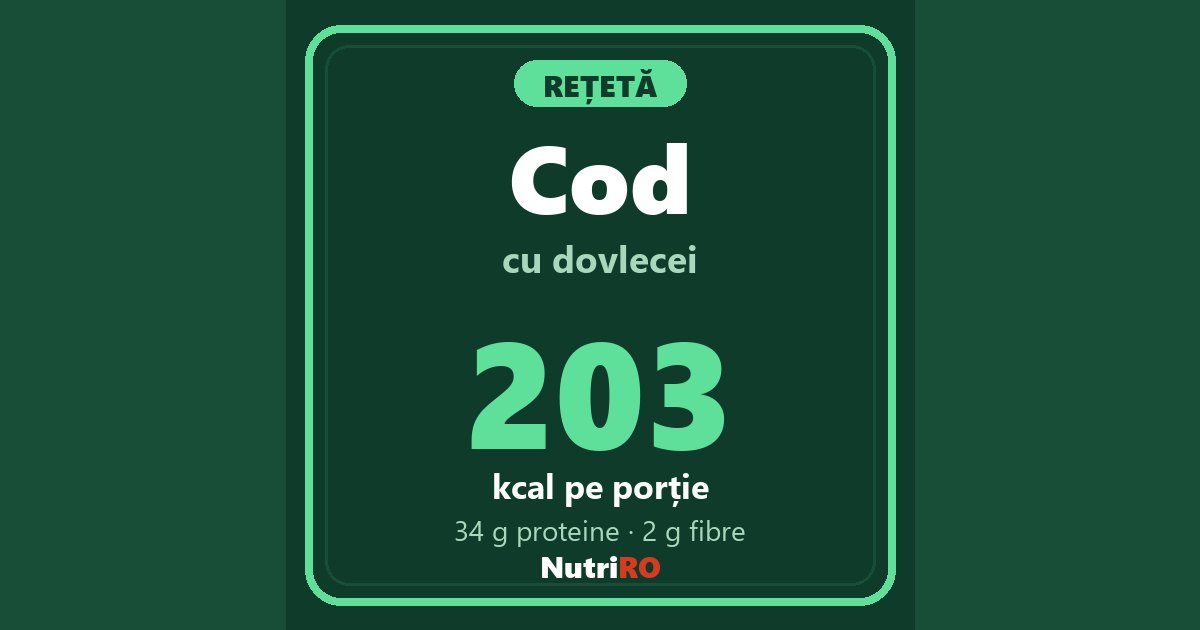 REȚETĂ
Cod
cu dovlecei
203
kcal pe porție
34 g proteine · 2 g fibre
NutriRO